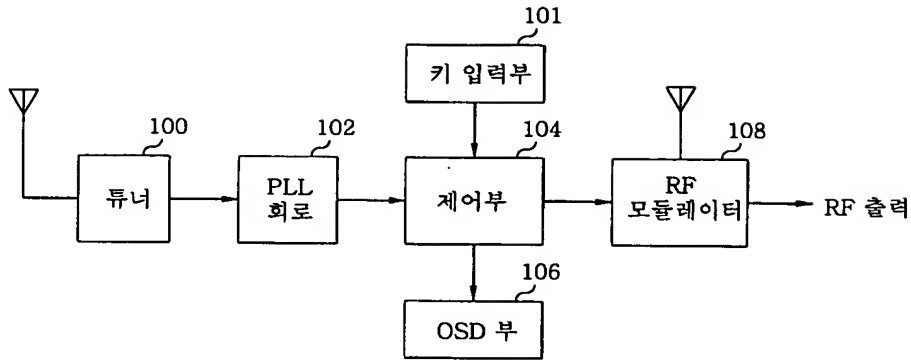 101
키 입력부
100
튜너
102
PLL
회로
104
제어부
108
RF
모듈레이터
RF 출력
106
OSD 부